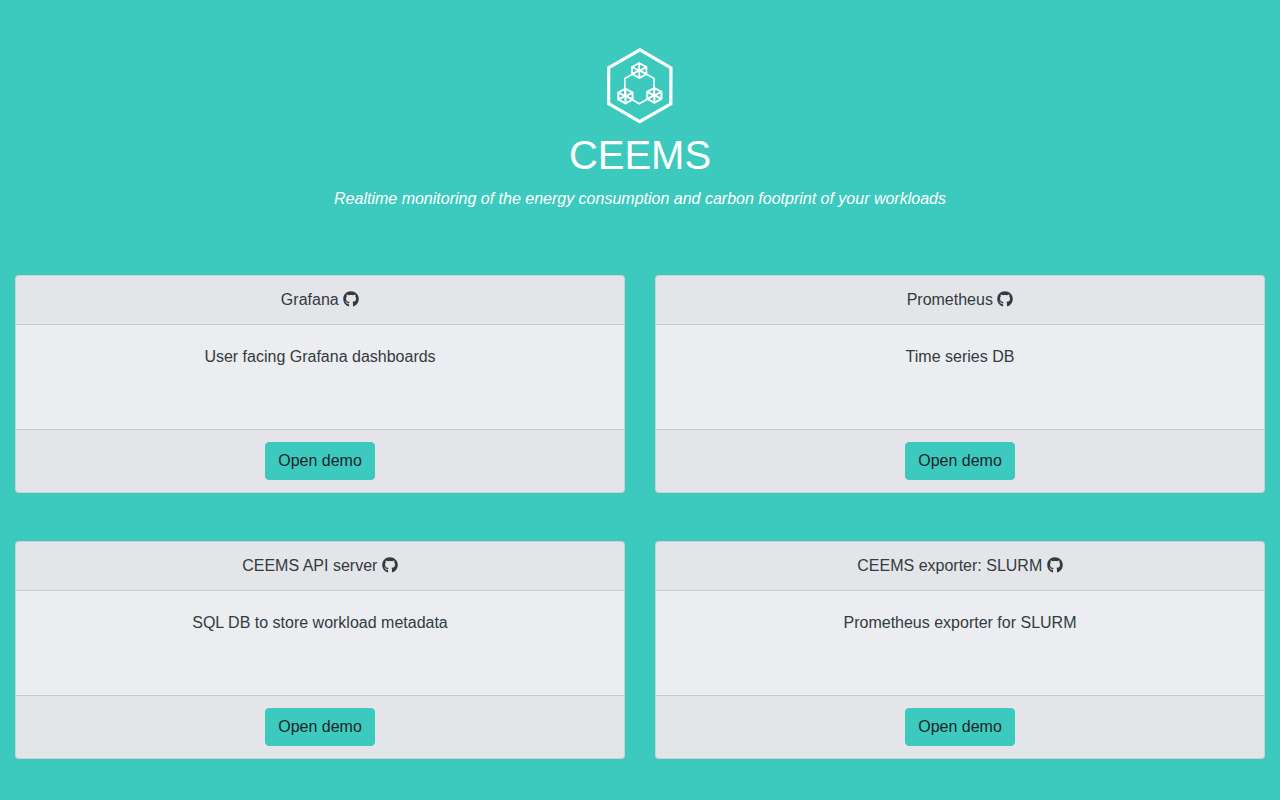 CEEMS
Realtime monitoring of the energy consumption and carbon footprint of your workloads
Grafana
User facing Grafana dashboards
Open demo
Prometheus
Time series DB
Open demo
CEEMS API server
SQL DB to store workload metadata
Open demo
CEEMS exporter: SLURM
Prometheus exporter for SLURM
Open demo